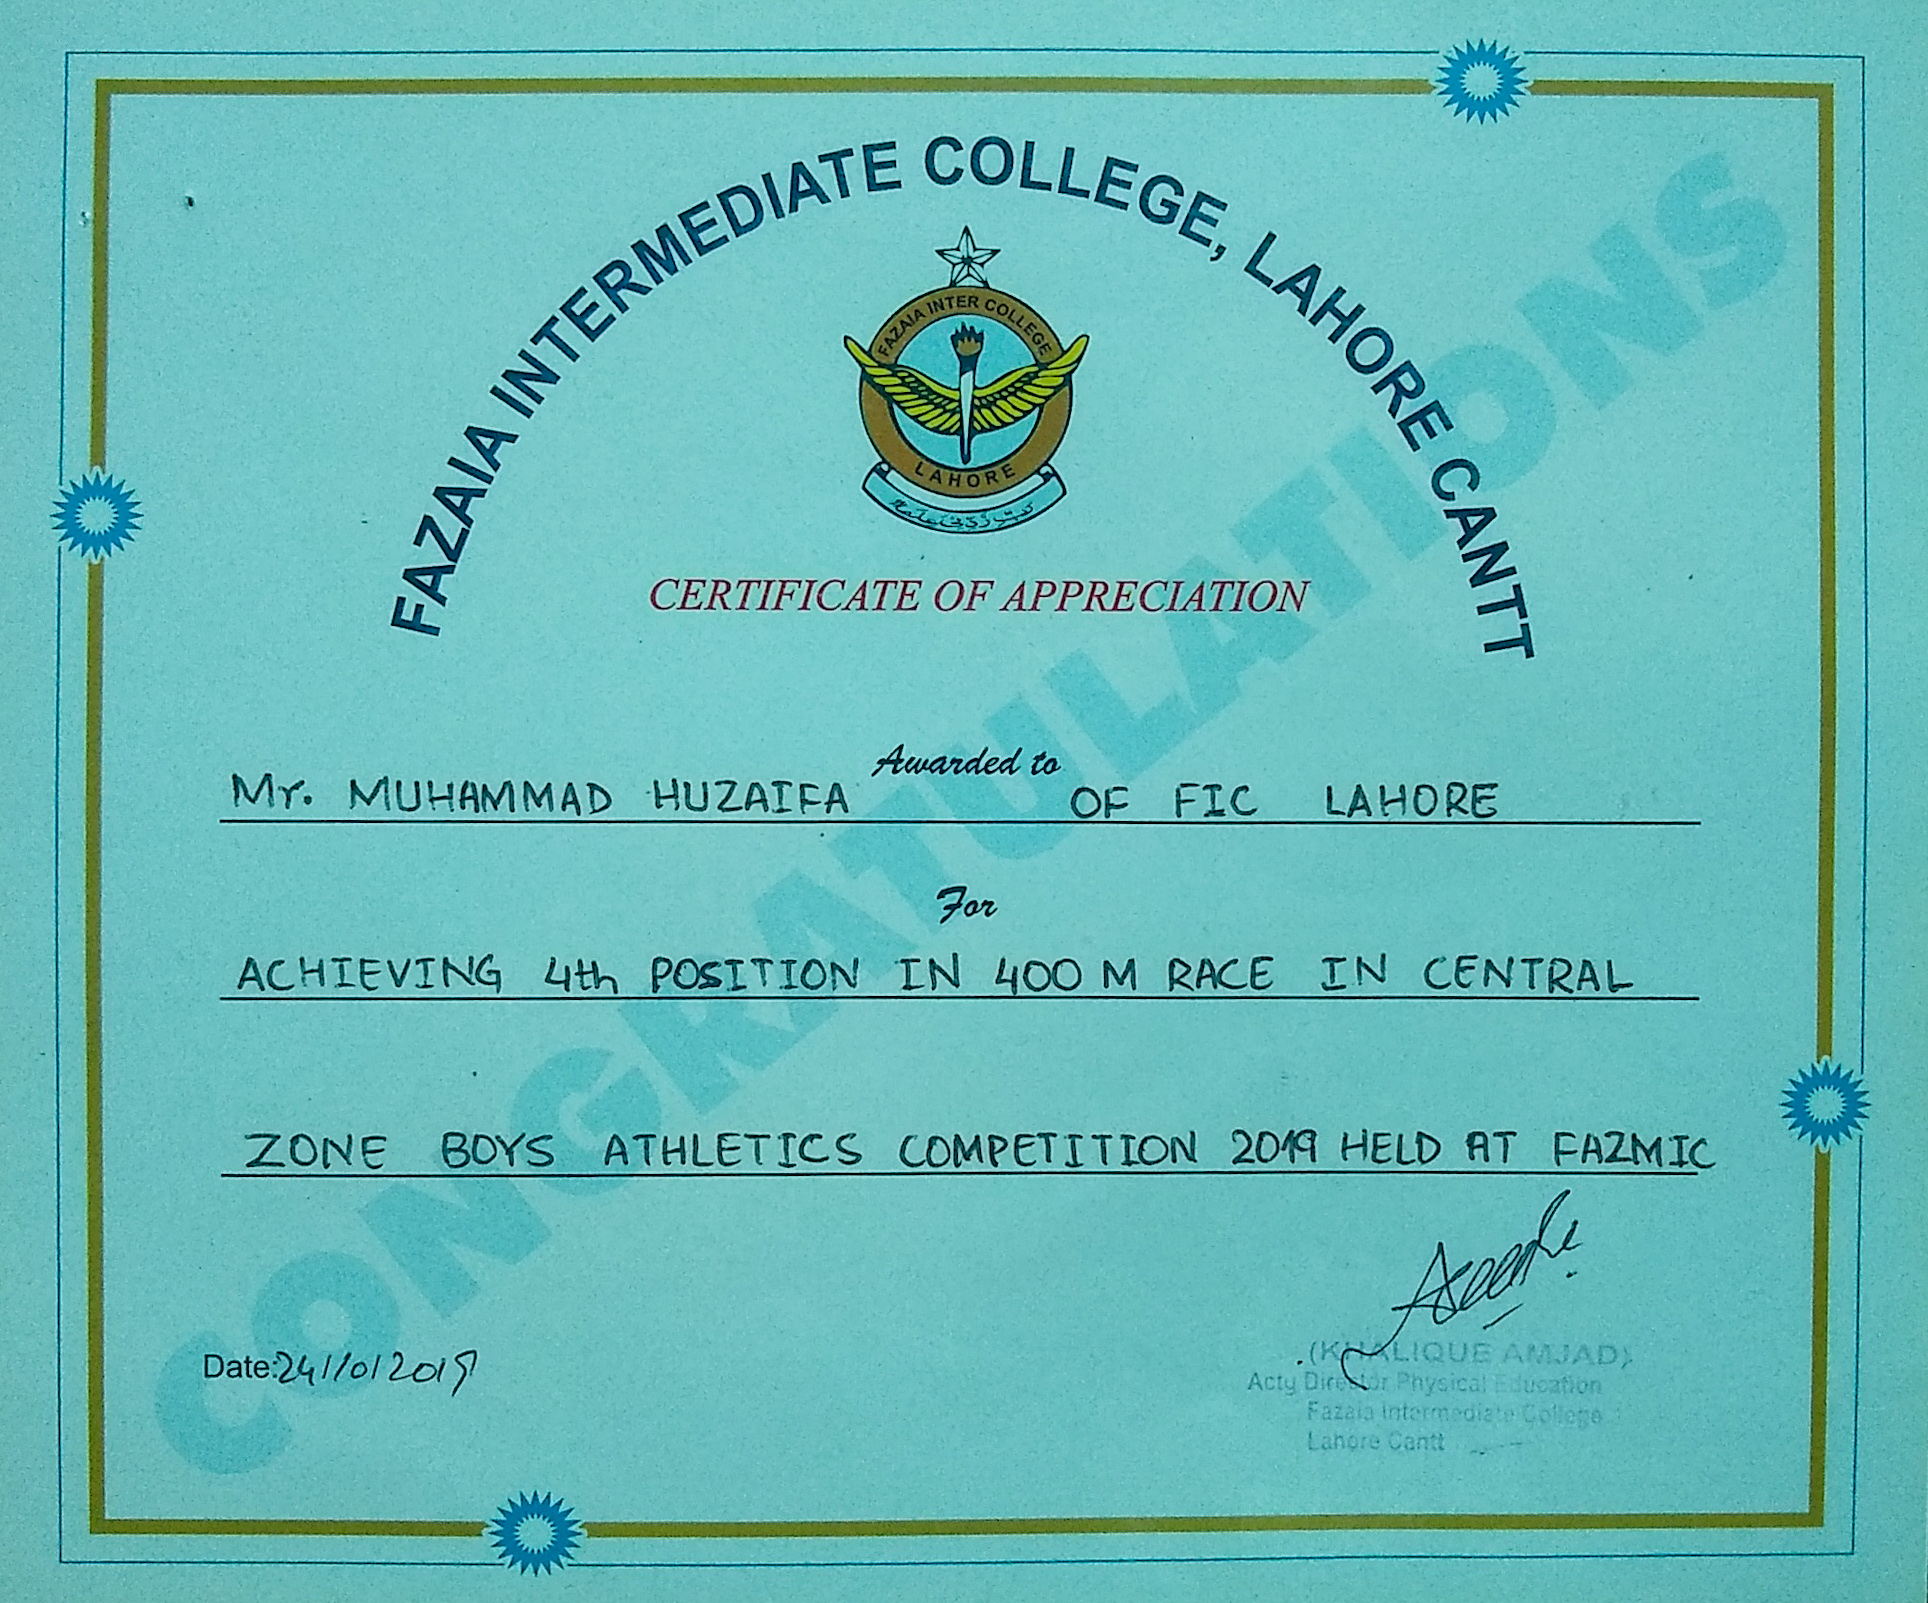 FAZAIA INTERMEDIATE COLLEGE, LAHORE CANTT
FAZAIA INTER COLLEGE
LAHORE
CERTIFICATE OF APPRECIATION
CONGRATULATIONS
Awarded to
Mr. MUHAMMAD HUZAIFA OF FIC LAHORE
For
ACHIEVING 4th POSITION IN 400 M RACE IN CENTRAL
ZONE BOYS ATHLETICS COMPETITION 2019 HELD AT FAZMIC
Date: 24/10/2019
(KHALIQUE AMJAD)
Acty Director Physical Education
Fazaia Intermediate College
Lahore Cantt